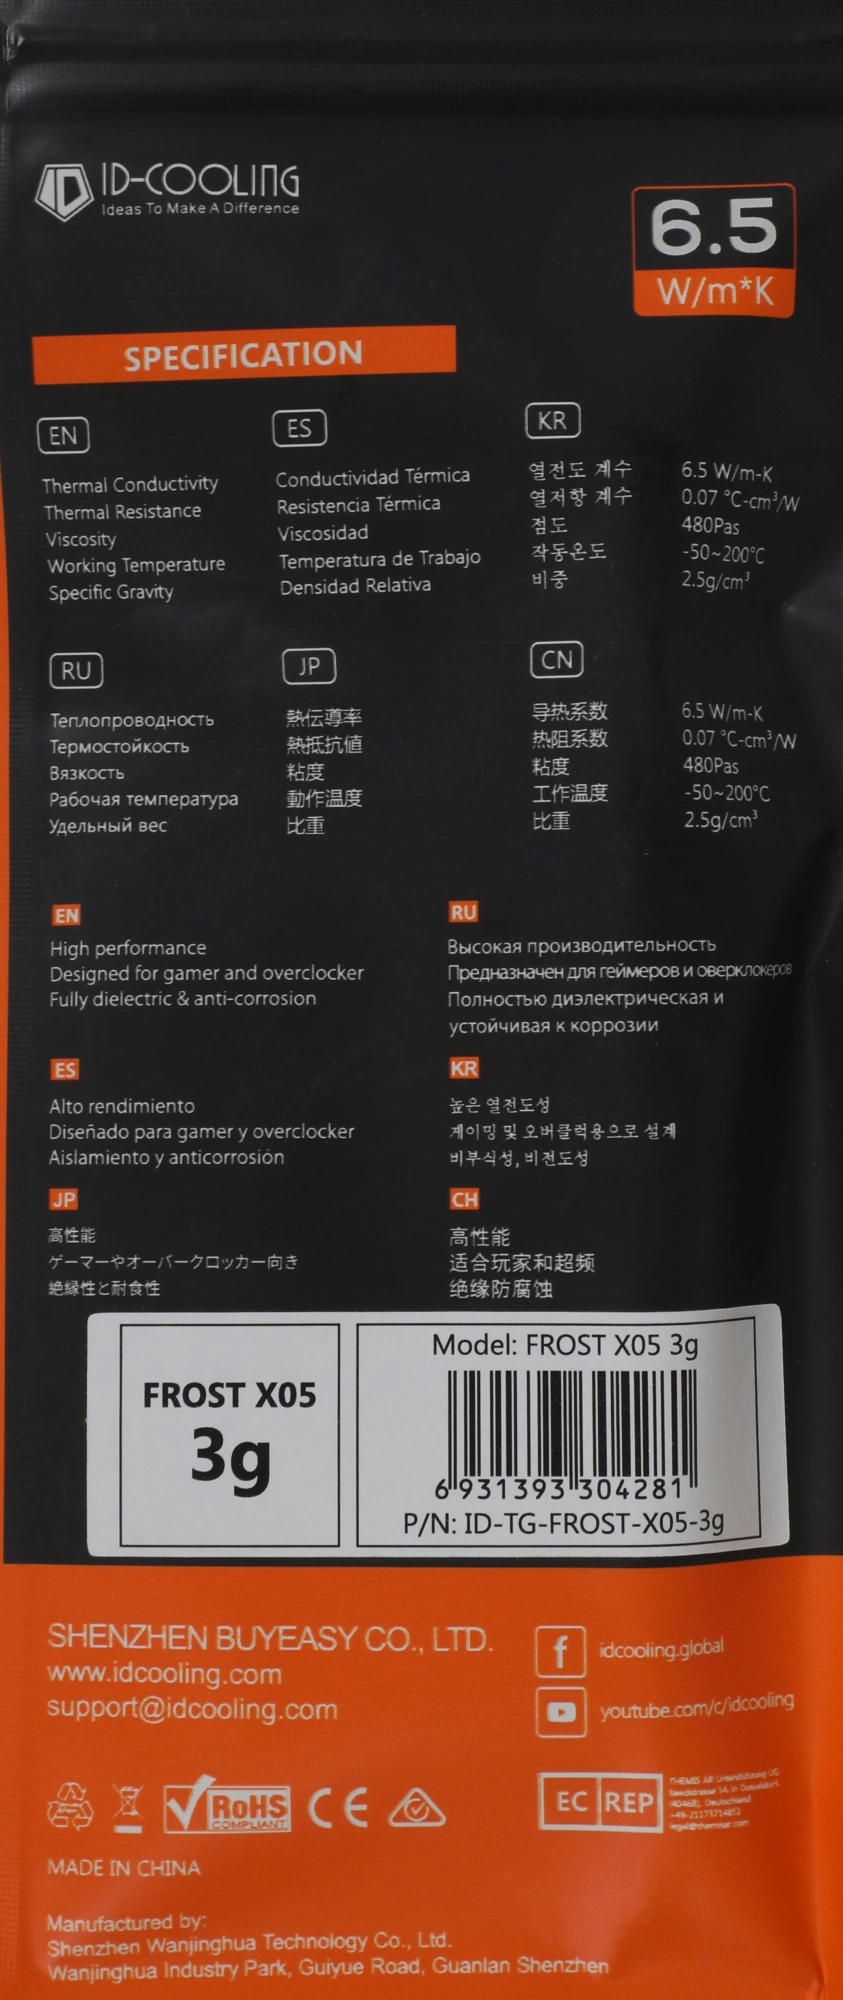 ID-COOLING
Ideas To Make A Difference
6.5
W/m*K
SPECIFICATION
EN
Thermal Conductivity
Thermal Resistance
Viscosity
Working Temperature
Specific Gravity
ES
Conductividad Térmica
Resistencia Térmica
Viscosidad
Temperatura de Trabajo
Densidad Relativa
KR
열전도 계수 6.5 W/m-K
열저항 계수 0.07 °C-cm³/W
점도 480Pas
작동온도 -50~200°C
비중 2.5g/cm³
RU
Теплопроводность
Термостойкость
Вязкость
Рабочая температура
Удельный вес
JP
熱伝導率
熱抵抗値
粘度
動作温度
比重
CN
导热系数 6.5 W/m-K
热阻系数 0.07 °C-cm³/W
粘度 480Pas
工作温度 -50~200°C
比重 2.5g/cm³
EN
High performance
Designed for gamer and overclocker
Fully dielectric & anti-corrosion
RU
Высокая производительность
Предназначен для геймеров и оверклокеров
Полностью диэлектрическая и
устойчивая к коррозии
ES
Alto rendimiento
Diseñado para gamer y overclocker
Aislamiento y anticorrosión
KR
높은 열전도성
게이밍 및 오버클럭용으로 설계
비부식성, 비전도성
JP
高性能
ゲーマーやオーバークロッカー向き
絶縁性と耐食性
CH
高性能
适合玩家和超频
绝缘防腐蚀
FROST X05
3g
Model: FROST X05 3g
6 931393 304281
P/N: ID-TG-FROST-X05-3g
SHENZHEN BUYEASY CO., LTD.
www.idcooling.com
support@idcooling.com
idcooling.global
youtube.com/c/idcooling
RoHS
COMPLIANT
CE
EC REP
THEMIS AR Unterstützung UG
(40468), Deutschland
MADE IN CHINA
Manufactured by:
Shenzhen Wanjinghua Technology Co., Ltd.
Wanjinghua Industry Park, Guiyue Road, Guanlan Shenzhen